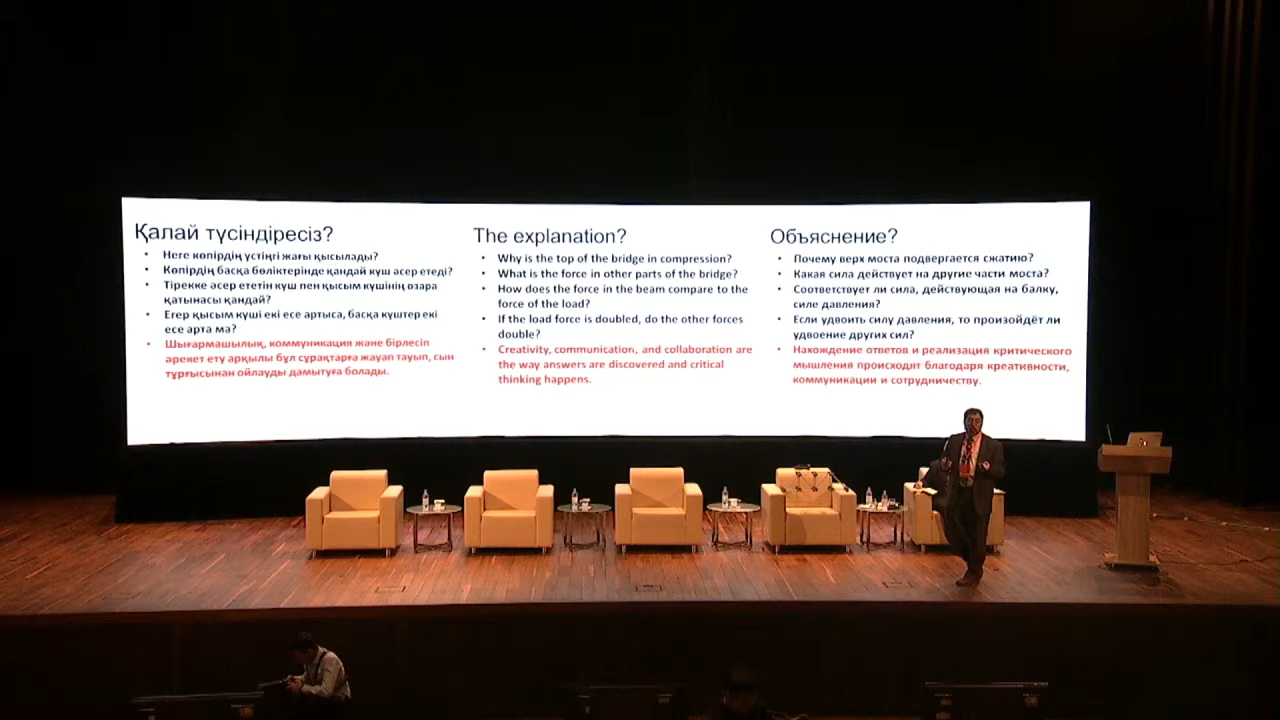 Қалай түсіндіресіз?
• Неге көпірдің үстіңгі жағы қысылады?
• Көпірдің басқа бөліктерінде қандай күш әсер етеді?
• Тірекке әсер ететін күш пен қысым күшінің өзара
қатынасы қандай?
• Егер қысым күші екі есе артыса, басқа күштер екі
есе арта ма?
• Шығармашылық, коммуникация және бірлесіп
әрекет ету арқылы бұл сұрақтарға жауап тауып, сын
тұрғысынан ойлауды дамытуға болады.
The explanation?
• Why is the top of the bridge in compression?
• What is the force in other parts of the bridge?
• How does the force in the beam compare to the
force of the load?
• If the load force is doubled, do the other forces
double?
• Creativity, communication, and collaboration are
the way answers are discovered and critical
thinking happens.
Объяснение?
• Почему верх моста подвергается сжатию?
• Какая сила действует на другие части моста?
• Соответствует ли сила, действующая на балку,
силе давления?
• Если удвоить силу давления, то произойдёт ли
удвоение других сил?
• Нахождение ответов и реализация критического
мышления происходят благодаря креативности,
коммуникации и сотрудничеству.